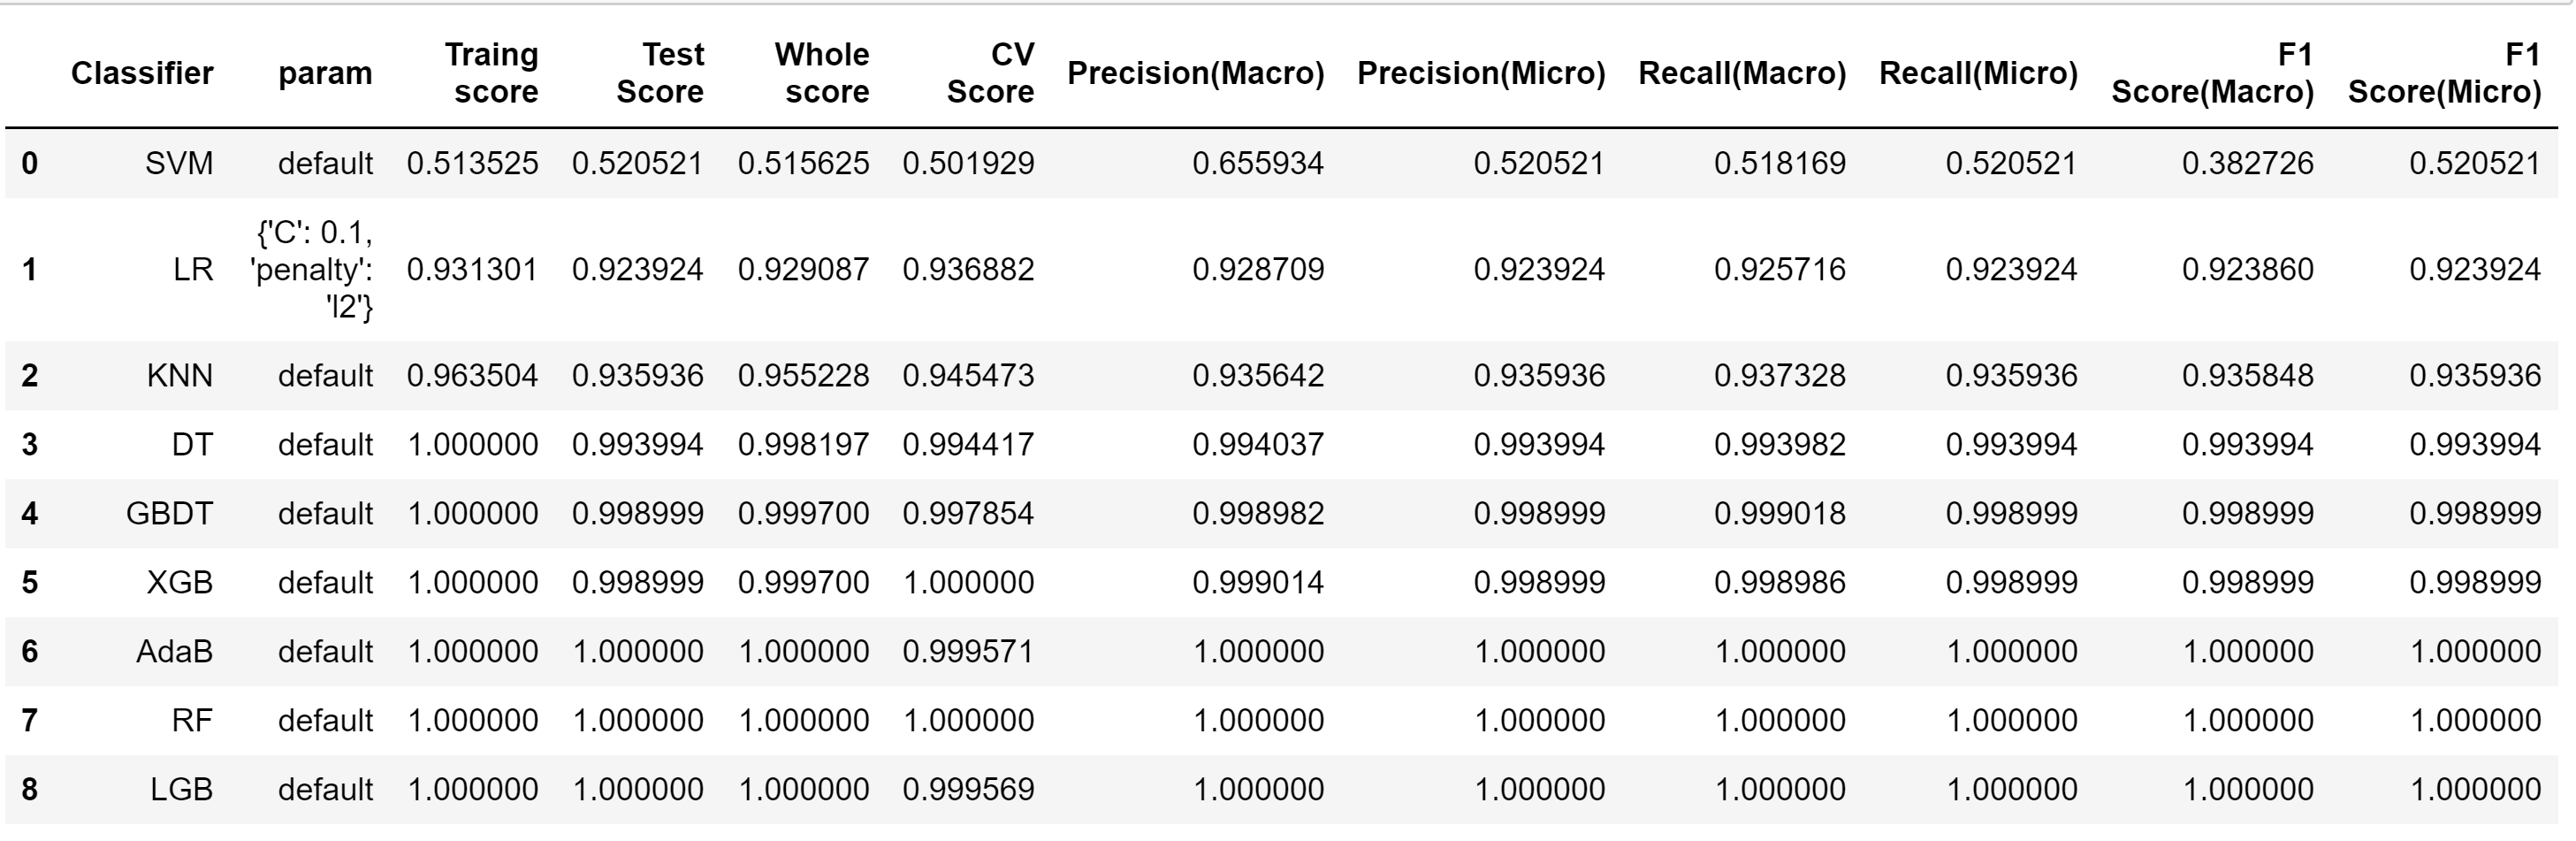 Classifier param Traing score Test Score Whole score CV Score Precision(Macro) Precision(Micro) Recall(Macro) Recall(Micro) F1 Score(Macro) F1 Score(Micro)
0 SVM default 0.513525 0.520521 0.515625 0.501929 0.655934 0.520521 0.518169 0.520521 0.382726 0.520521
1 LR {'C': 0.1, 'penalty': 'l2'} 0.931301 0.923924 0.929087 0.936882 0.928709 0.923924 0.925716 0.923924 0.923860 0.923924
2 KNN default 0.963504 0.935936 0.955228 0.945473 0.935642 0.935936 0.937328 0.935936 0.935848 0.935936
3 DT default 1.000000 0.993994 0.998197 0.994417 0.994037 0.993994 0.993982 0.993994 0.993994 0.993994
4 GBDT default 1.000000 0.998999 0.999700 0.997854 0.998982 0.998999 0.999018 0.998999 0.998999 0.998999
5 XGB default 1.000000 0.998999 0.999700 1.000000 0.999014 0.998999 0.998986 0.998999 0.998999 0.998999
6 AdaB default 1.000000 1.000000 1.000000 0.999571 1.000000 1.000000 1.000000 1.000000 1.000000 1.000000
7 RF default 1.000000 1.000000 1.000000 1.000000 1.000000 1.000000 1.000000 1.000000 1.000000 1.000000
8 LGB default 1.000000 1.000000 1.000000 0.999569 1.000000 1.000000 1.000000 1.000000 1.000000 1.000000